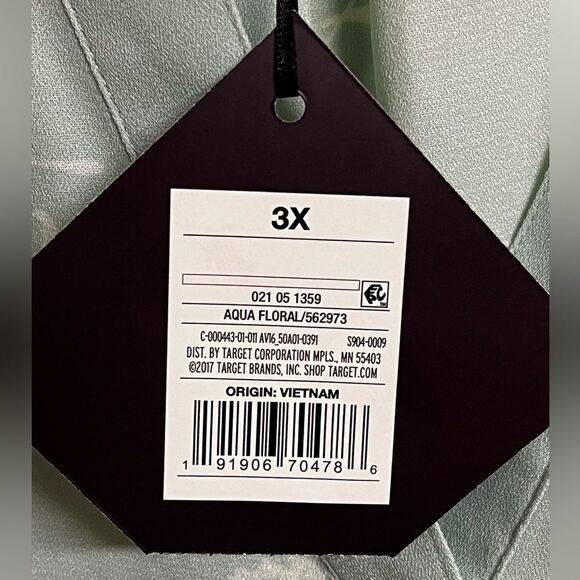 3X
021 05 1359
AQUA FLORAL/562973
C-000443-01-011 AV16_50A01-0391 S904-0009
DIST. BY TARGET CORPORATION MPLS., MN 55403
©2017 TARGET BRANDS, INC. SHOP TARGET.COM
ORIGIN: VIETNAM
1 91906 70478 6